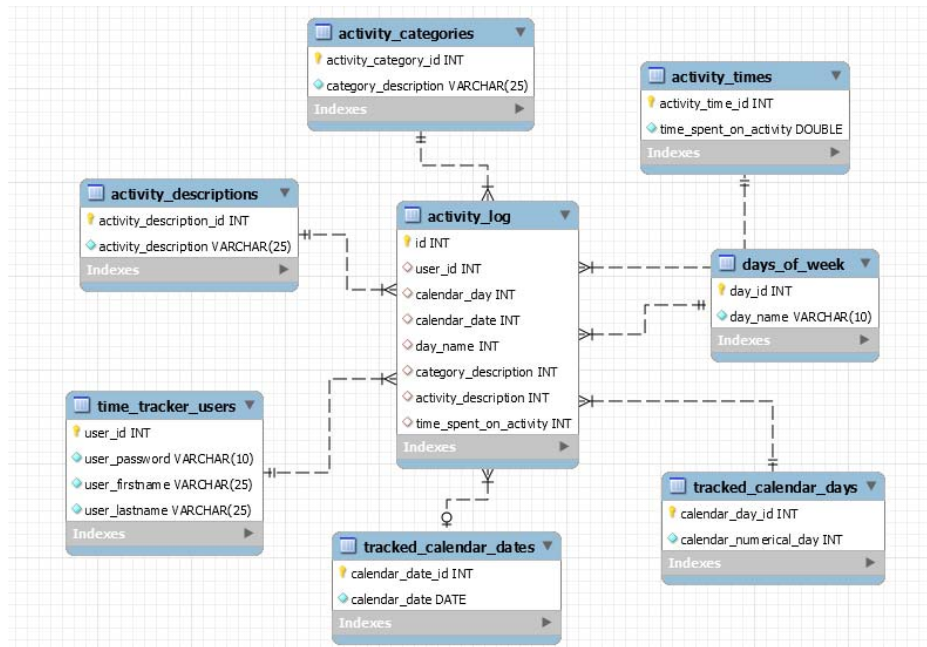 activity_categories
activity_category_id INT
category_description VARCHAR(25)
Indexes
activity_times
activity_time_id INT
time_spent_on_activity DOUBLE
Indexes
activity_descriptions
activity_description_id INT
activity_description VARCHAR(25)
Indexes
activity_log
id INT
user_id INT
calendar_day INT
calendar_date INT
day_name INT
category_description INT
activity_description INT
time_spent_on_activity INT
Indexes
days_of_week
day_id INT
day_name VARCHAR(10)
Indexes
time_tracker_users
user_id INT
user_password VARCHAR(10)
user_firstname VARCHAR(25)
user_lastname VARCHAR(25)
Indexes
tracked_calendar_days
calendar_day_id INT
calendar_numerical_day INT
Indexes
tracked_calendar_dates
calendar_date_id INT
calendar_date DATE
Indexes